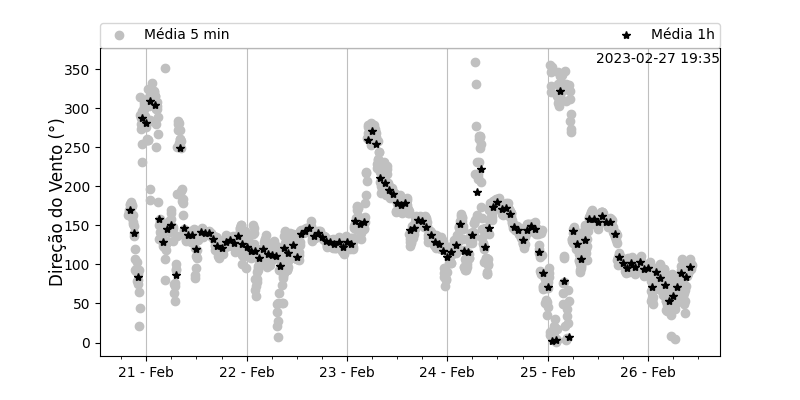 Média 5 min
Média 1h
2023-02-27 19:35
Direção do Vento (°)
350
300
250
200
150
100
50
0
21 - Feb
22 - Feb
23 - Feb
24 - Feb
25 - Feb
26 - Feb